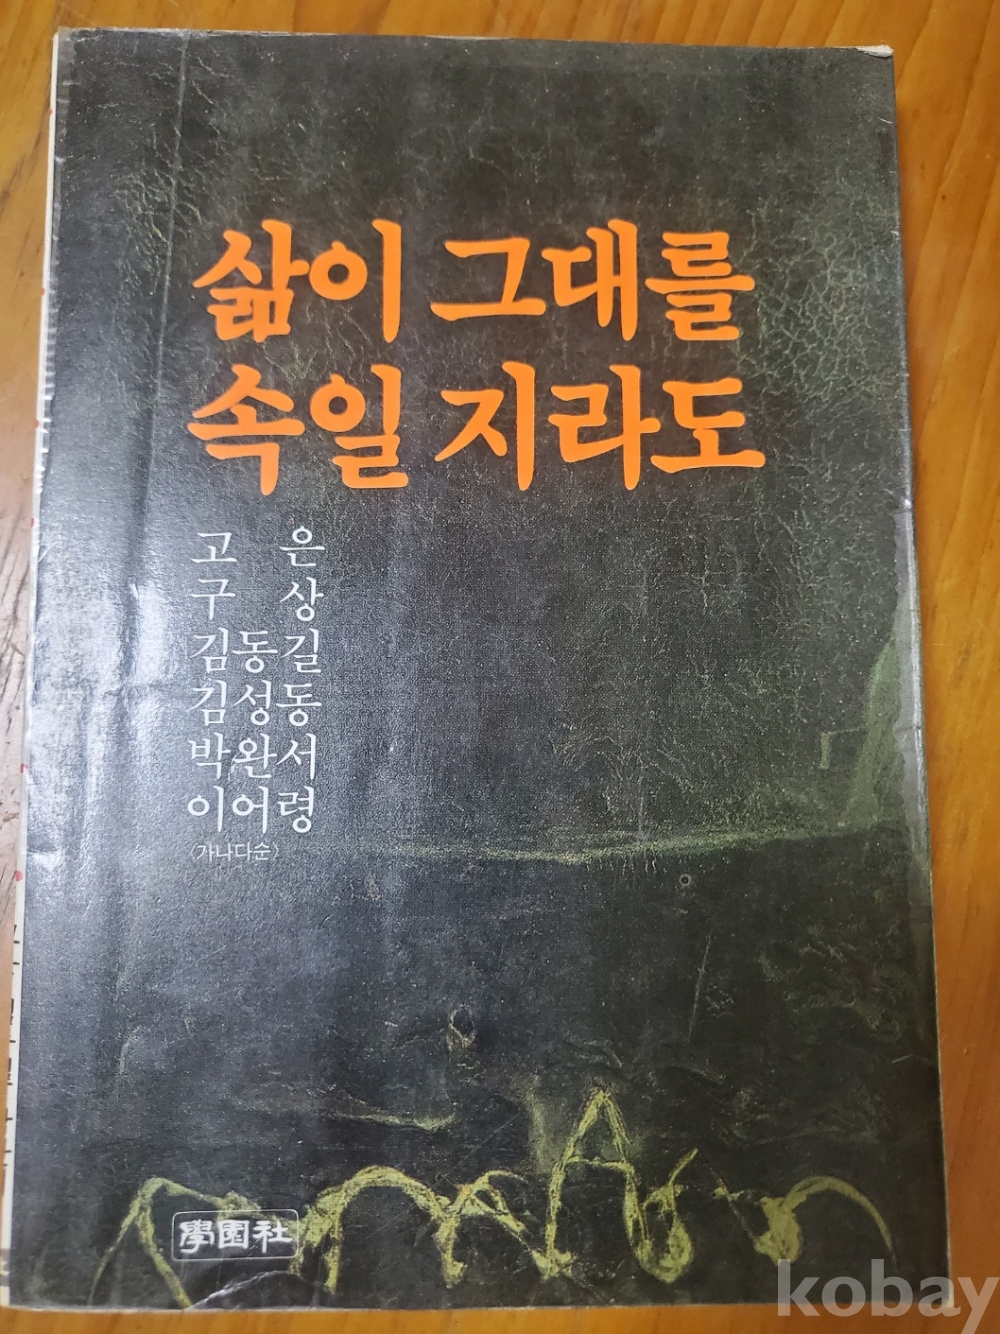 삶이 그대를
속일 지라도
고 은
구 상
김동길
김성동
박완서
이어령
〈가나다순〉
學園社
kobay